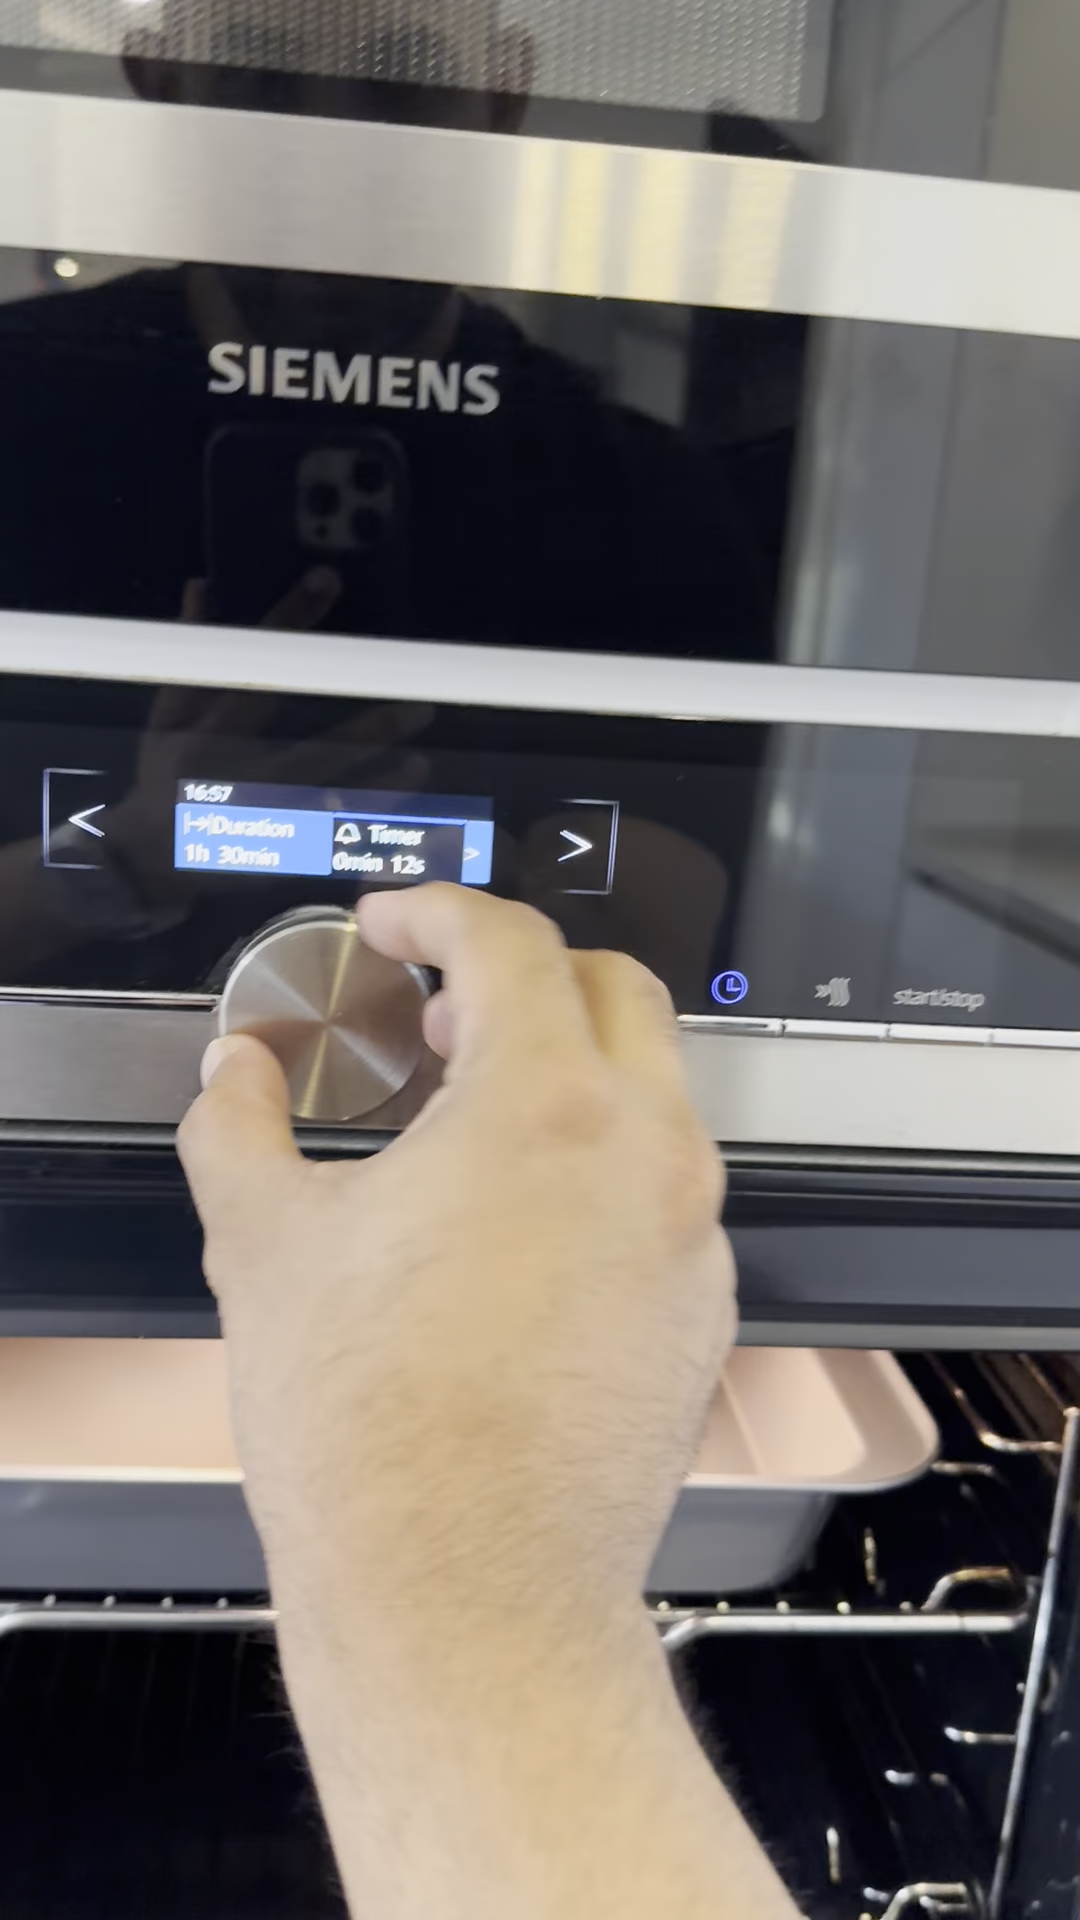 SIEMENS
16:57
Duration
1h 30min
Timer
0min 12s
start/stop